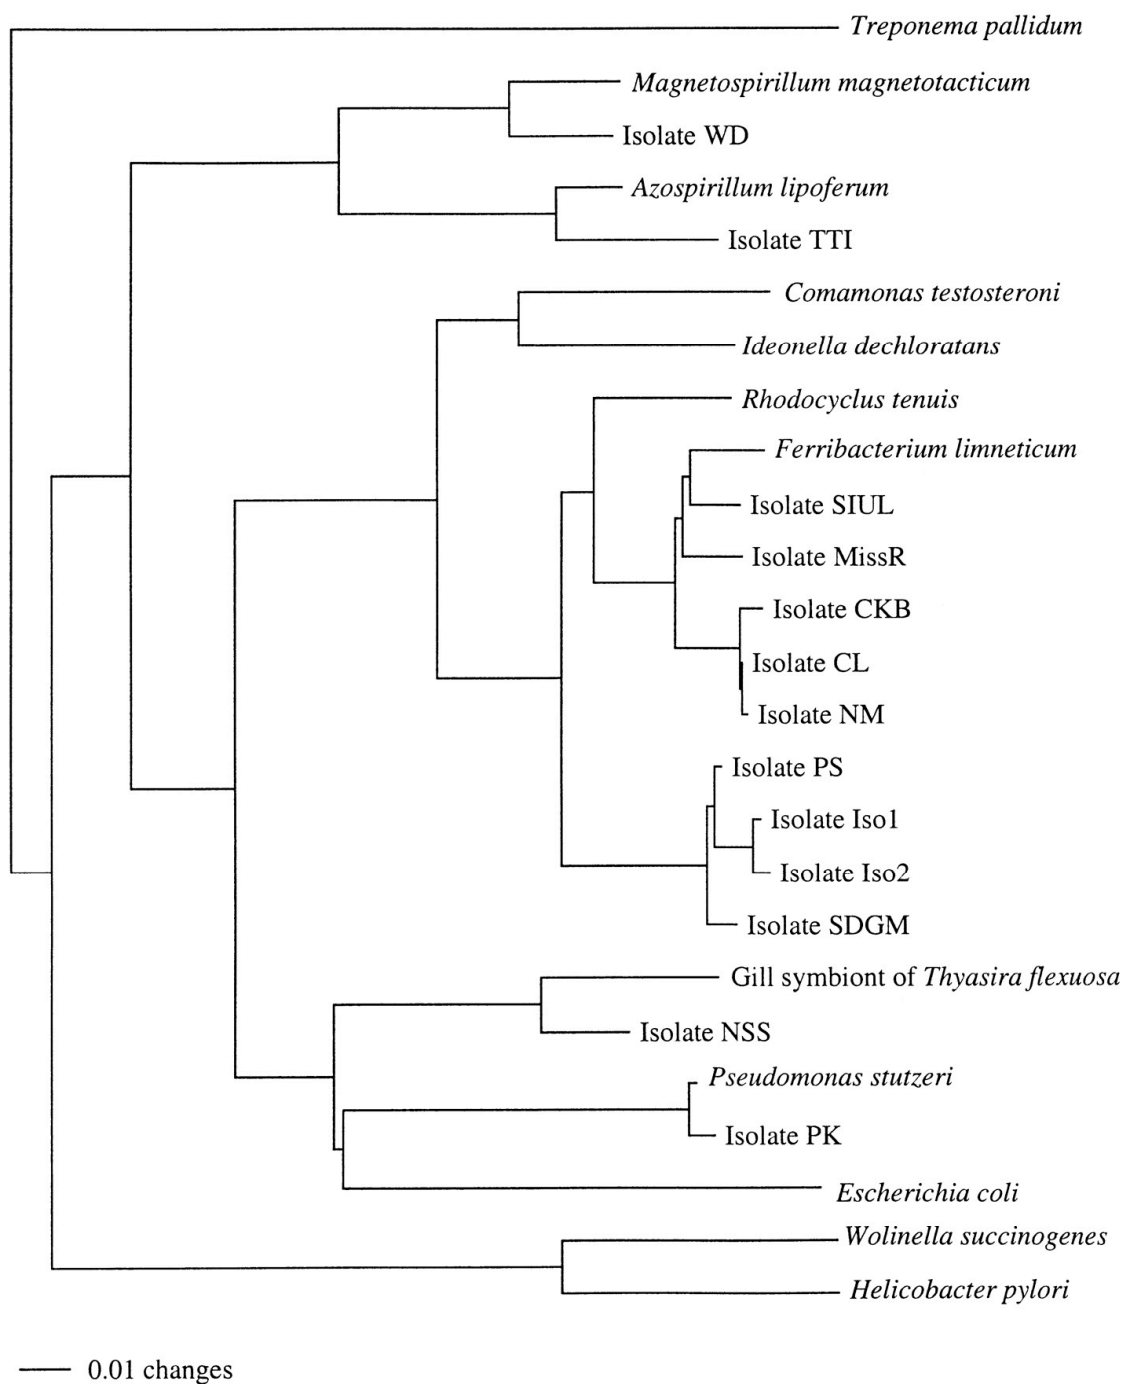 Treponema pallidum
Magnetospirillum magnetotacticum
Isolate WD
Azospirillum lipoferum
Isolate TTI
Comamonas testosteroni
Ideonella dechloratans
Rhodocyclus tenuis
Ferribacterium limneticum
Isolate SIUL
Isolate MissR
Isolate CKB
Isolate CL
Isolate NM
Isolate PS
Isolate Iso1
Isolate Iso2
Isolate SDGM
Gill symbiont of Thyasira flexuosa
Isolate NSS
Pseudomonas stutzeri
Isolate PK
Escherichia coli
Wolinella succinogenes
Helicobacter pylori
0.01 changes